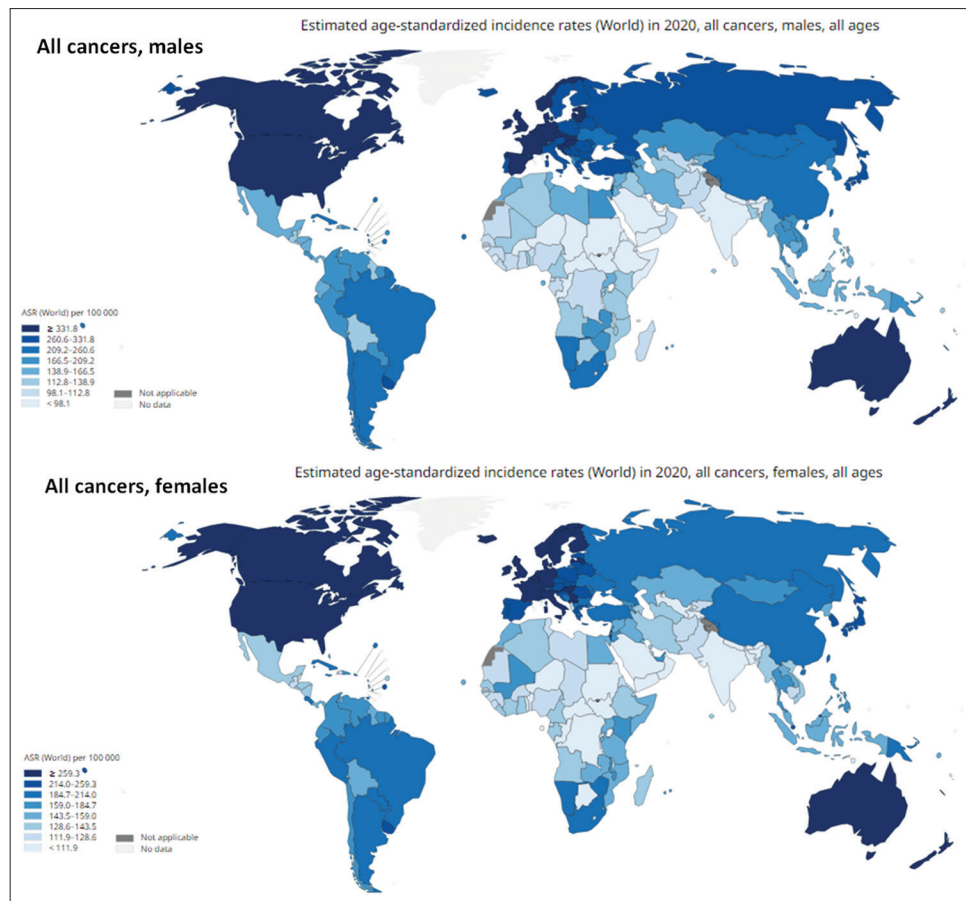 Estimated age-standardized incidence rates (World) in 2020, all cancers, males, all ages
All cancers, males
ASR (World) per 100 000
≥ 331.8
260.6–331.8
209.2–260.6
166.5–209.2
138.9–166.5
112.8–138.9
98.1–112.8
< 98.1
Not applicable
No data
Estimated age-standardized incidence rates (World) in 2020, all cancers, females, all ages
All cancers, females
ASR (World) per 100 000
≥ 259.3
214.0–259.3
184.7–214.0
159.0–184.7
143.5–159.0
128.6–143.5
111.9–128.6
< 111.9
Not applicable
No data